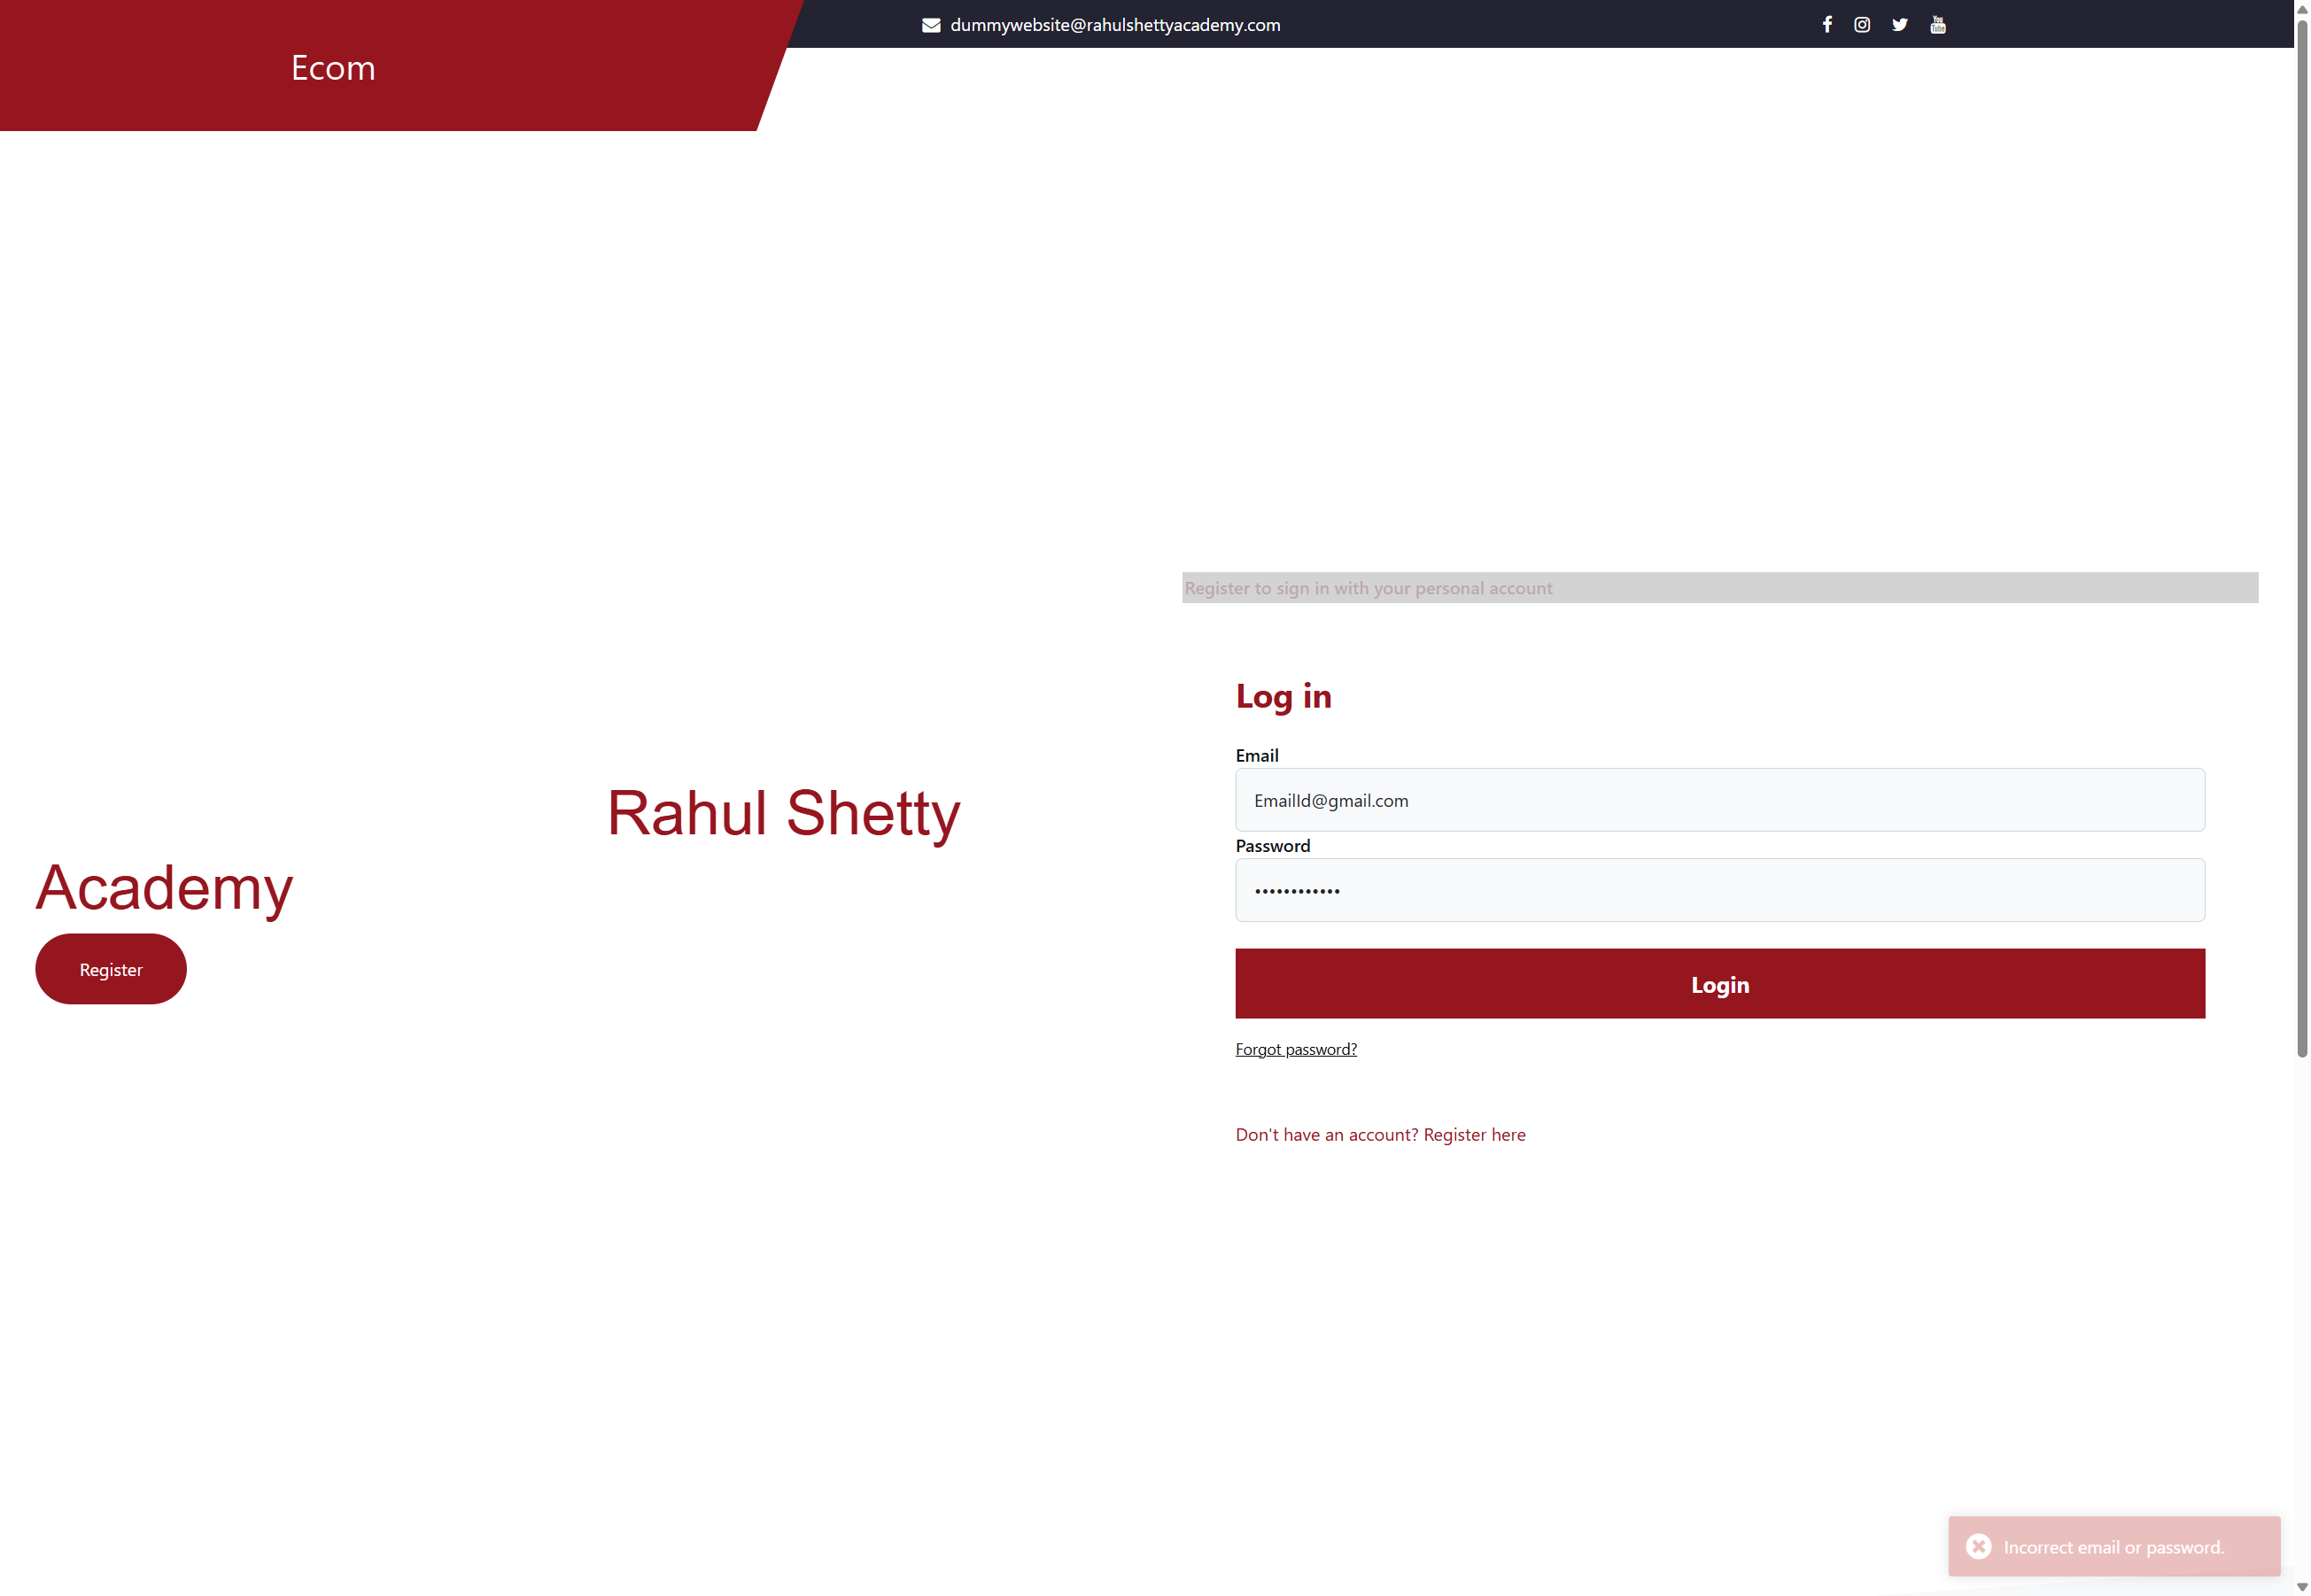 Ecom
dummywebsite@rahulshettyacademy.com
Register to sign in with your personal account
Rahul Shetty
Academy
Register
Log in
Email
EmailId@gmail.com
Password
••••••••••••
Login
Forgot password?
Don't have an account? Register here
Incorrect email or password.